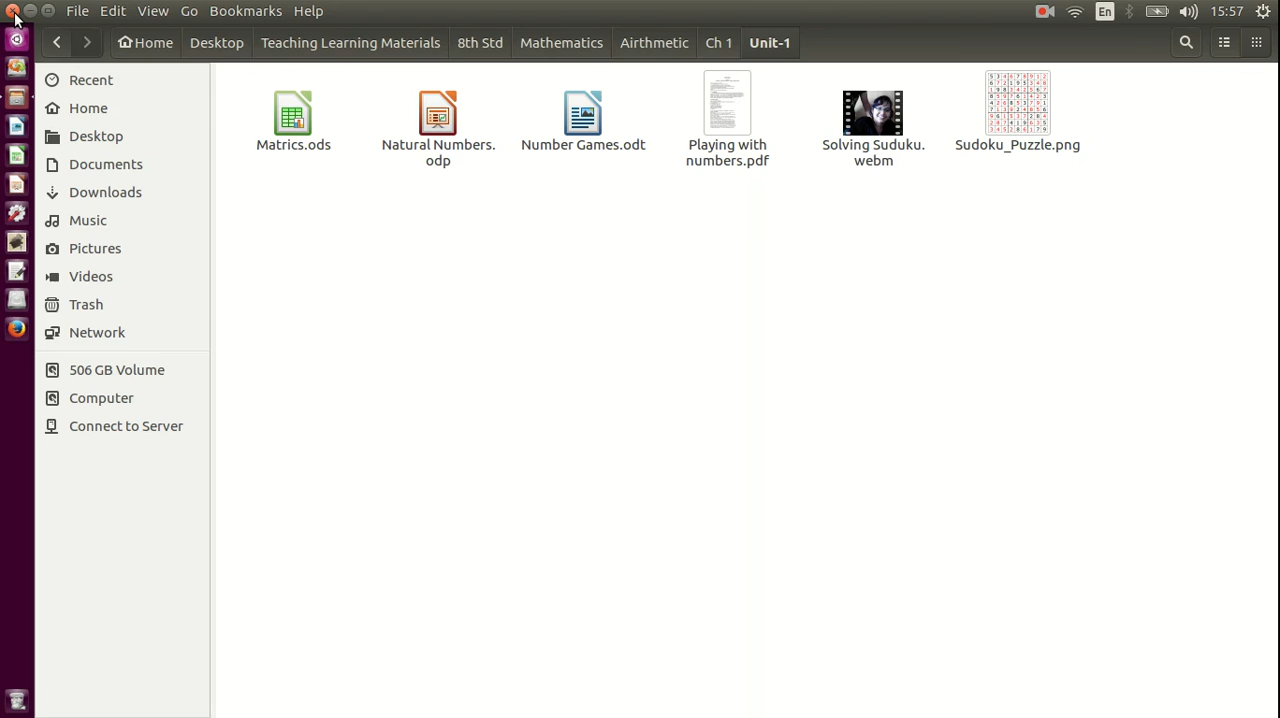 File Edit View Go Bookmarks Help En 15:57
Home Desktop Teaching Learning Materials 8th Std Mathematics Airthmetic Ch 1 Unit-1
Recent
Home
Desktop
Documents
Downloads
Music
Pictures
Videos
Trash
Network
506 GB Volume
Computer
Connect to Server
Matrics.ods
Natural Numbers.
odp
Number Games.odt
Playing with
numbers.pdf
Solving Suduku.
webm
Sudoku_Puzzle.png